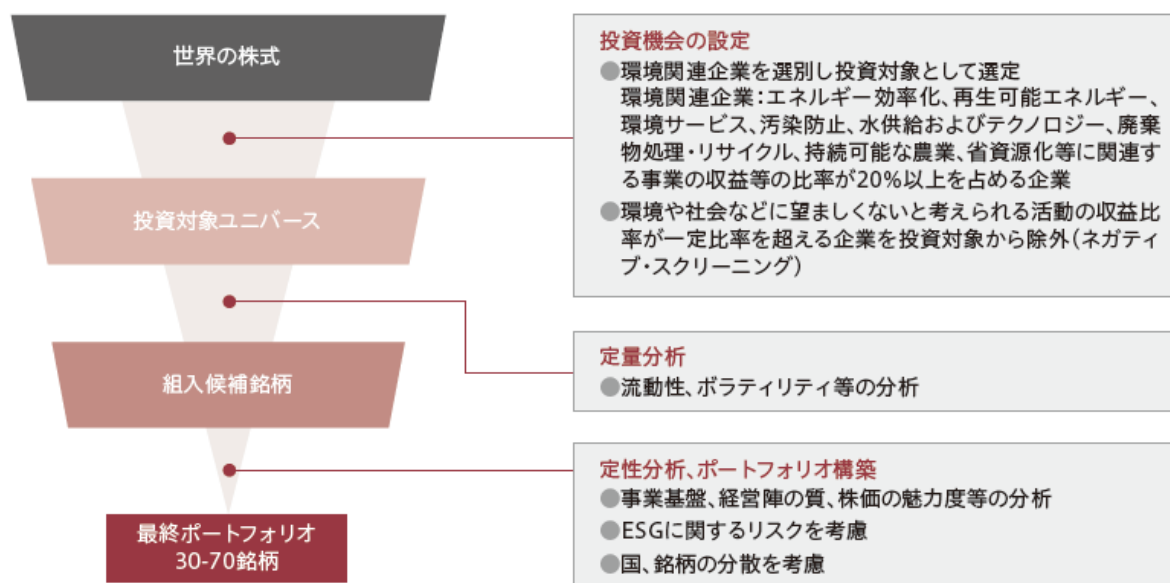 世界の株式
投資対象ユニバース
組入候補銘柄
最終ポートフォリオ
30-70銘柄
投資機会の設定
●環境関連企業を選別し投資対象として選定
環境関連企業：エネルギー効率化、再生可能エネルギー、
環境サービス、汚染防止、水供給およびテクノロジー、廃棄
物処理・リサイクル、持続可能な農業、省資源化等に関連す
る事業の収益等の比率が20％以上を占める企業
●環境や社会などに望ましくないと考えられる活動の収益比
率が一定比率を超える企業を投資対象から除外（ネガティ
ブ・スクリーニング）
定量分析
●流動性、ボラティリティ等の分析
定性分析、ポートフォリオ構築
●事業基盤、経営陣の質、株価の魅力度等の分析
●ESGに関するリスクを考慮
●国、銘柄の分散を考慮